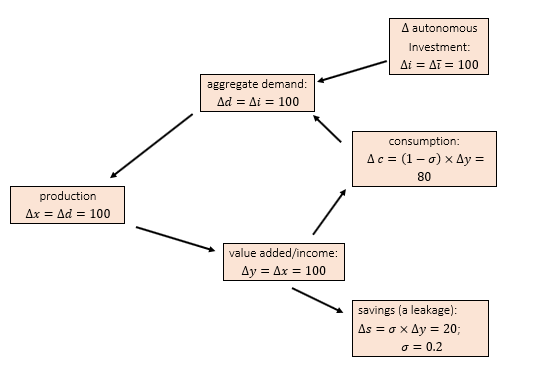 Δ autonomous
Investment:
Δi = Δī = 100
aggregate demand:
Δd = Δi = 100
consumption:
Δ c = (1 − σ) × Δy =
80
production
Δx = Δd = 100
value added/income:
Δy = Δx = 100
savings (a leakage):
Δs = σ × Δy = 20;
σ = 0.2